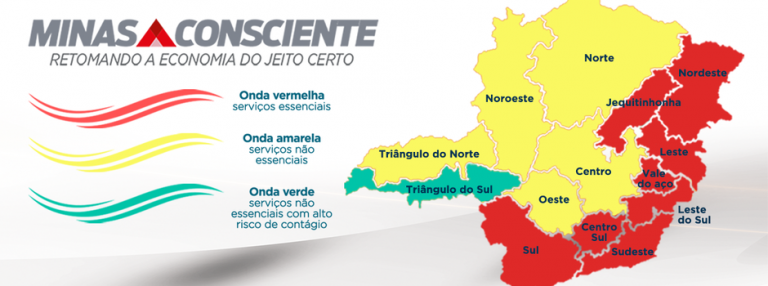 MINAS CONSCIENTE
RETOMANDO A ECONOMIA DO JEITO CERTO
Onda vermelha
serviços essenciais
Onda amarela
serviços não
essenciais
Onda verde
serviços não
essenciais com alto
risco de contágio
Norte
Nordeste
Noroeste
Jequitinhonha
Triângulo do Norte
Leste
Centro
Vale
do aço
Triângulo do Sul
Oeste
Leste
do Sul
Centro
Sul
Sul
Sudeste